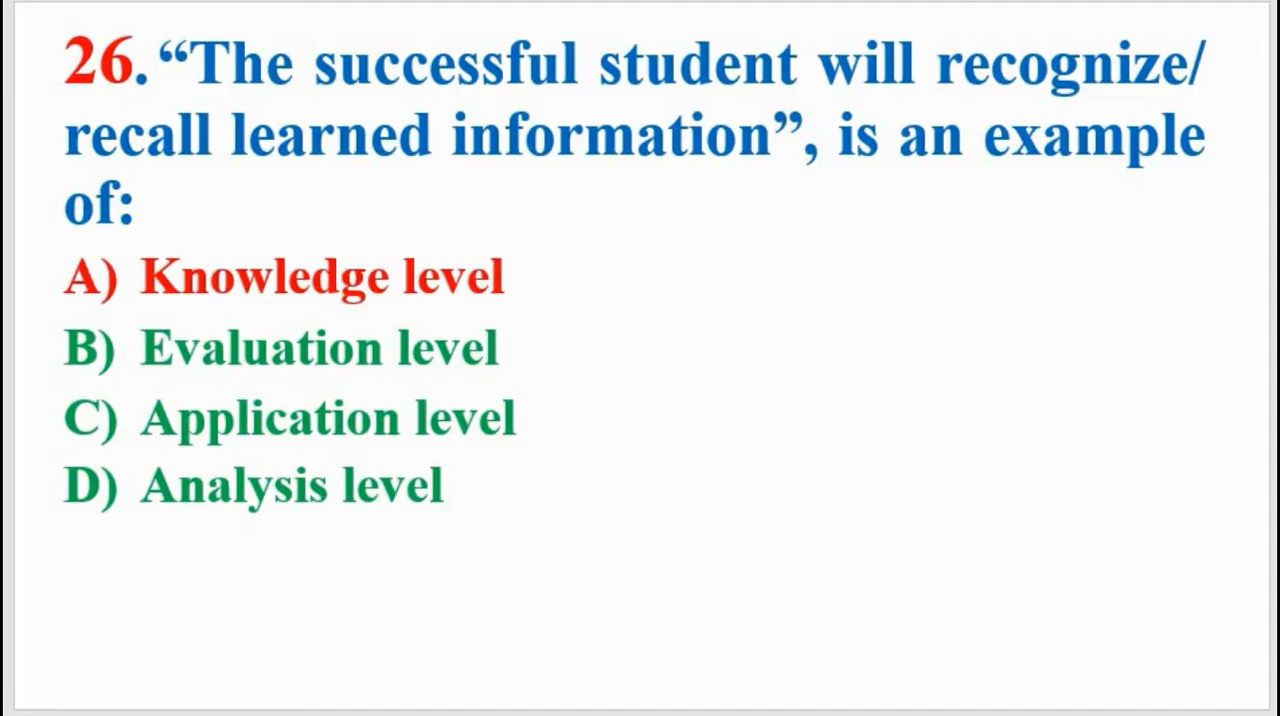 26. “The successful student will recognize/
recall learned information”, is an example
of:
A) Knowledge level
B) Evaluation level
C) Application level
D) Analysis level